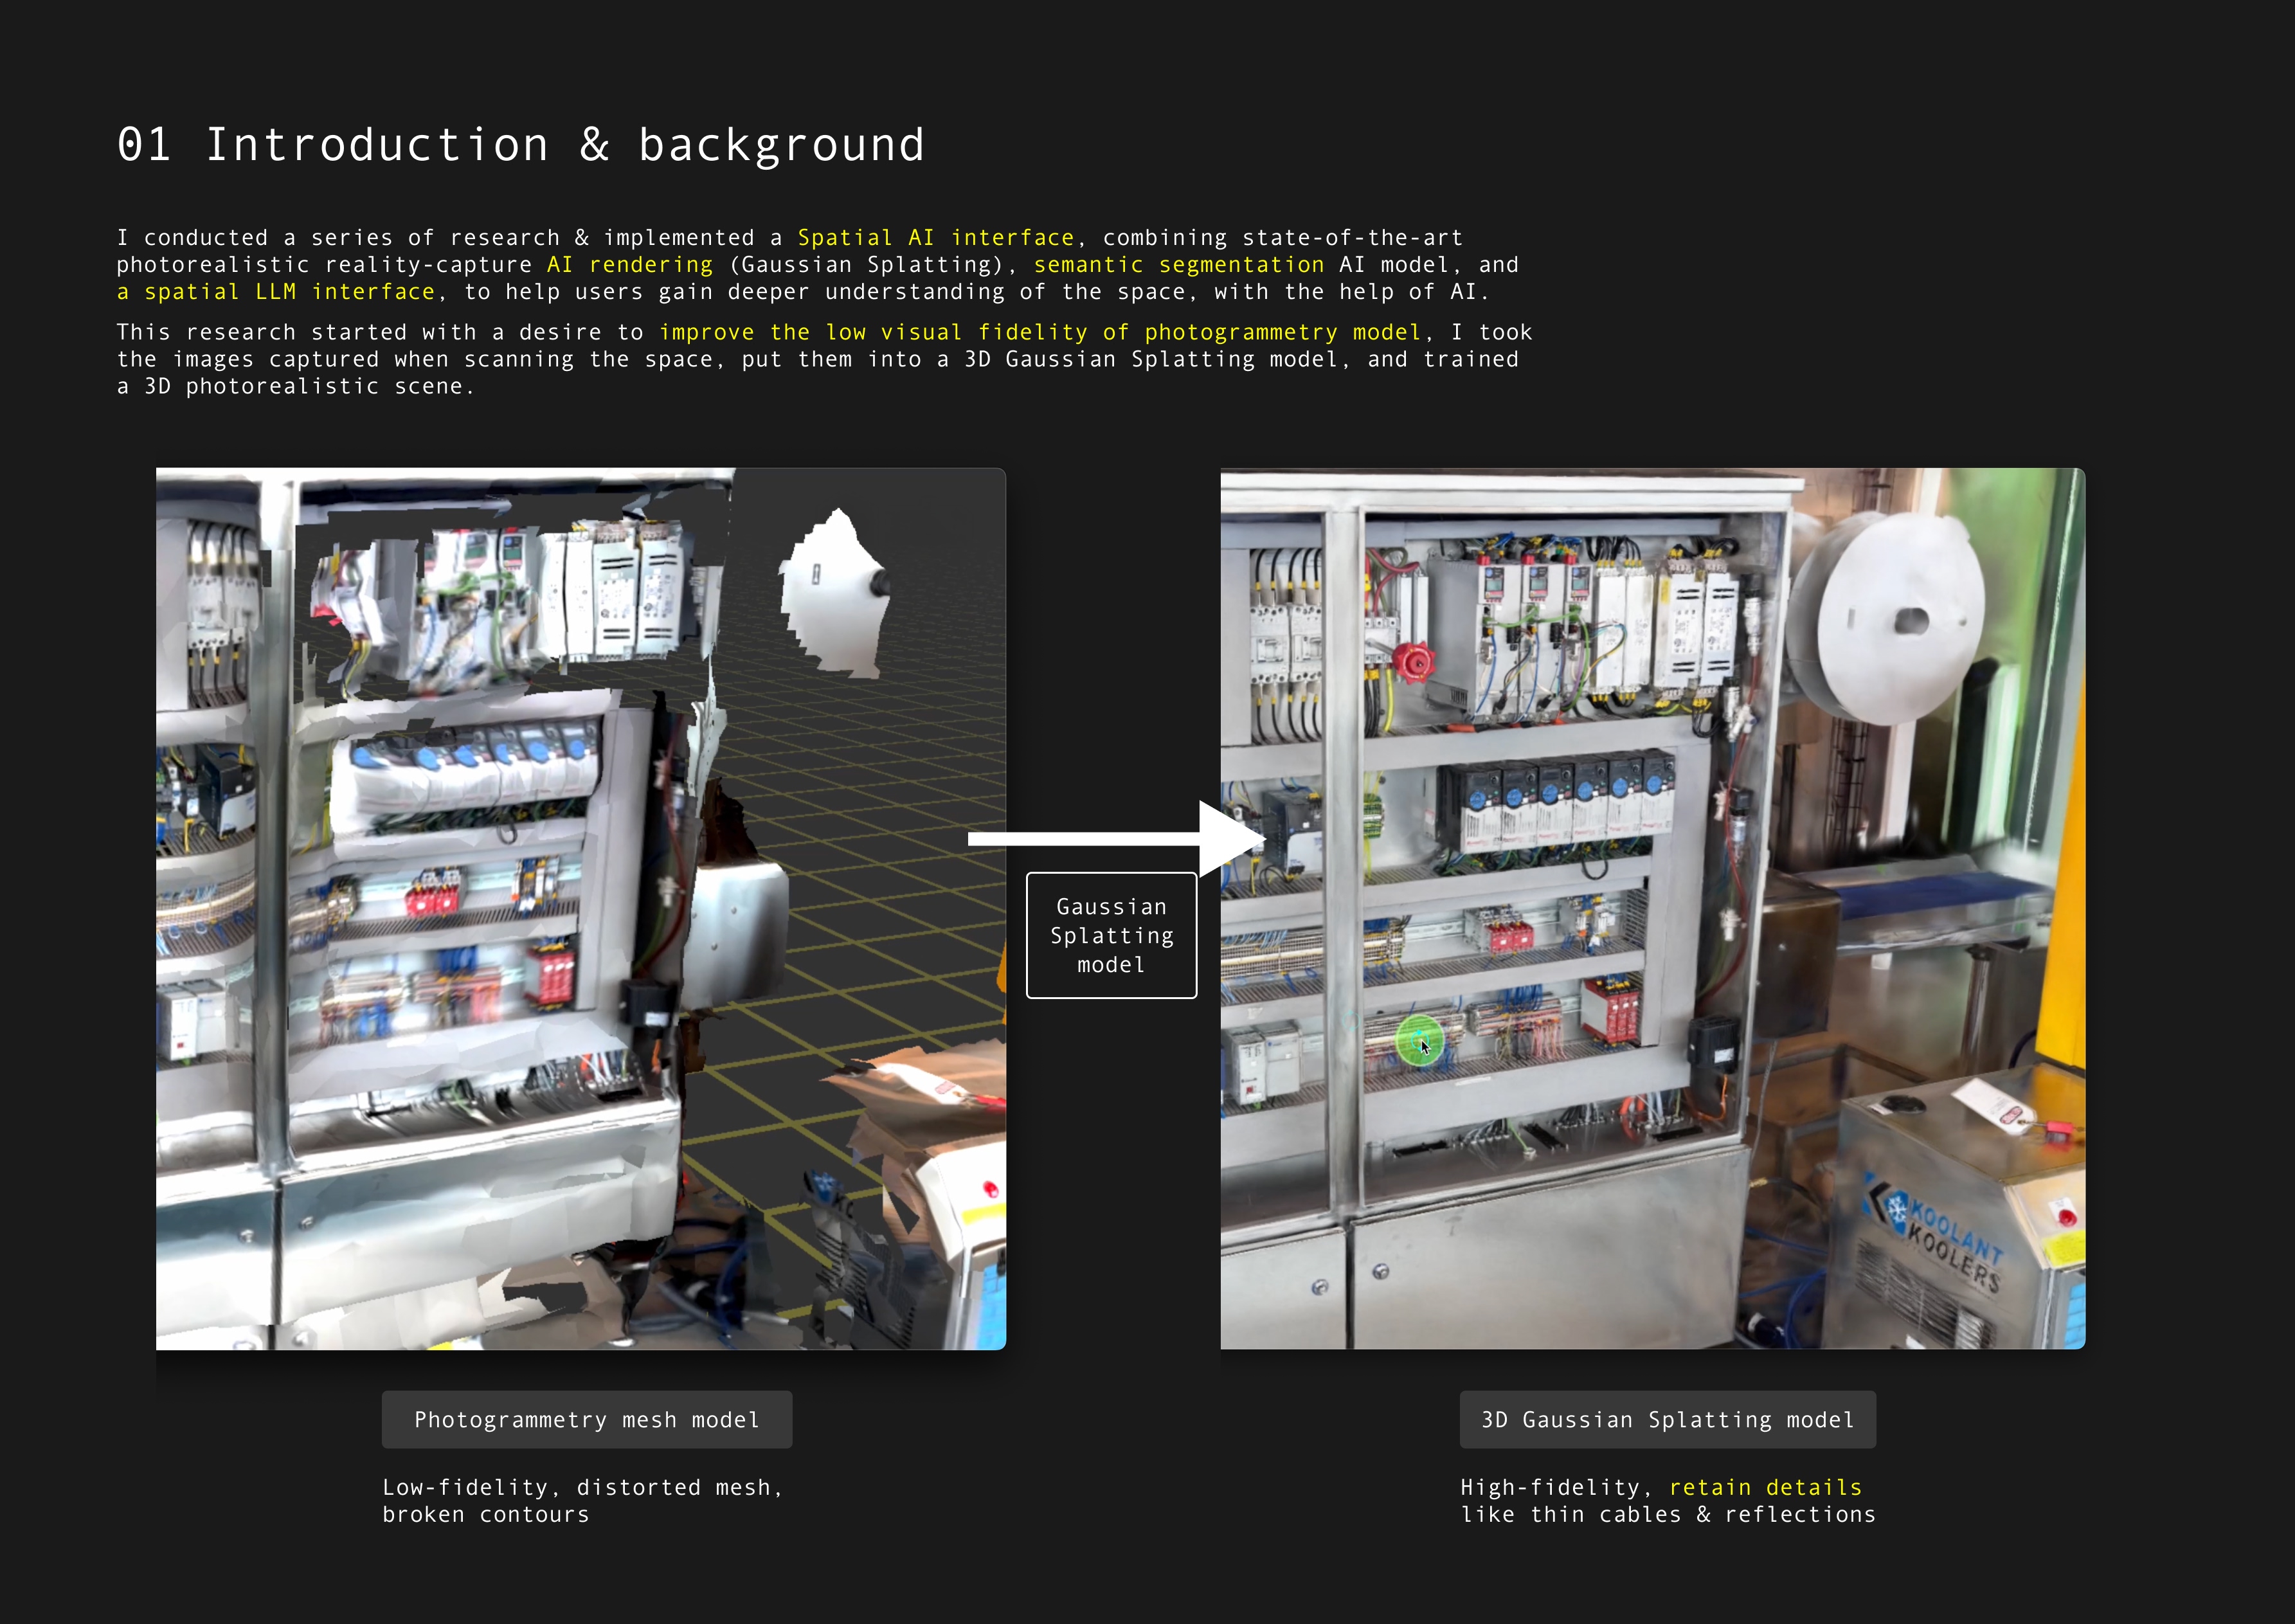 01 Introduction & background
I conducted a series of research & implemented a Spatial AI interface, combining state-of-the-art
photorealistic reality-capture AI rendering (Gaussian Splatting), semantic segmentation AI model, and
a spatial LLM interface, to help users gain deeper understanding of the space, with the help of AI.
This research started with a desire to improve the low visual fidelity of photogrammetry model, I took
the images captured when scanning the space, put them into a 3D Gaussian Splatting model, and trained
a 3D photorealistic scene.
Gaussian
Splatting
model
KOOLANT
KOOLERS
Photogrammetry mesh model
3D Gaussian Splatting model
Low-fidelity, distorted mesh,
broken contours
High-fidelity, retain details
like thin cables & reflections